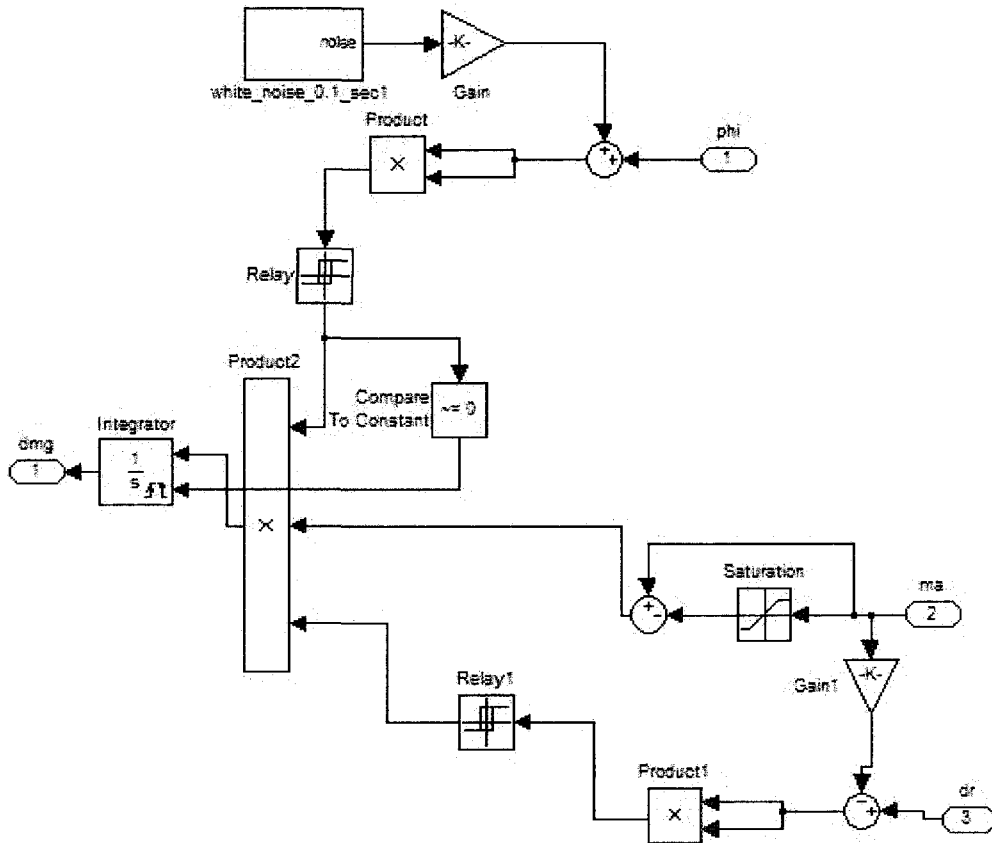 noise
-K-
white_noise_0.1_sec1
Gain
Product
phi
×
+
+
1
Relay
Product2
Compare
To Constant
~= 0
Integrator
dmg
1
1
s
×
Saturation
ma
+
-
2
Relay1
Gain1
-K-
Product1
dr
-
+
×
3